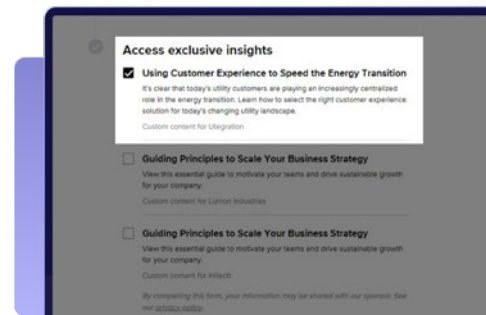 Access exclusive insights
Using Customer Experience to Speed the Energy Transition
It's clear that today's utility customers are playing an increasingly centralized
role in the energy transition. Learn how to select the right customer experience
solution for today's changing utility landscape.
Custom content for Utegration
Guiding Principles to Scale Your Business Strategy
View this essential guide to motivate your teams and drive sustainable growth
for your company.
Custom content for Lumon Industries
Guiding Principles to Scale Your Business Strategy
View this essential guide to motivate your teams and drive sustainable growth
for your company.
Custom content for Initech
By completing this form, your information may be shared with our sponsor. See
our privacy policy.